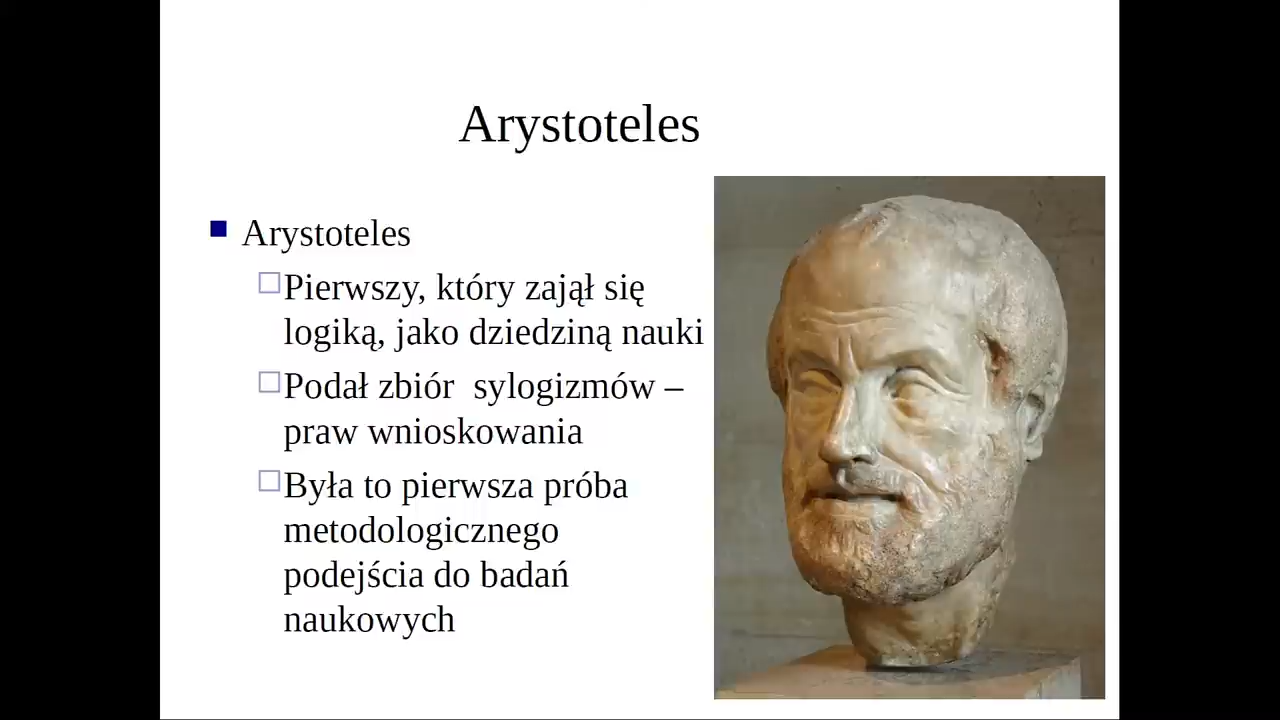 Arystoteles
Arystoteles
Pierwszy, który zajął się
logiką, jako dziedziną nauki
Podał zbiór  sylogizmów –
praw wnioskowania
Była to pierwsza próba
metodologicznego
podejścia do badań
naukowych